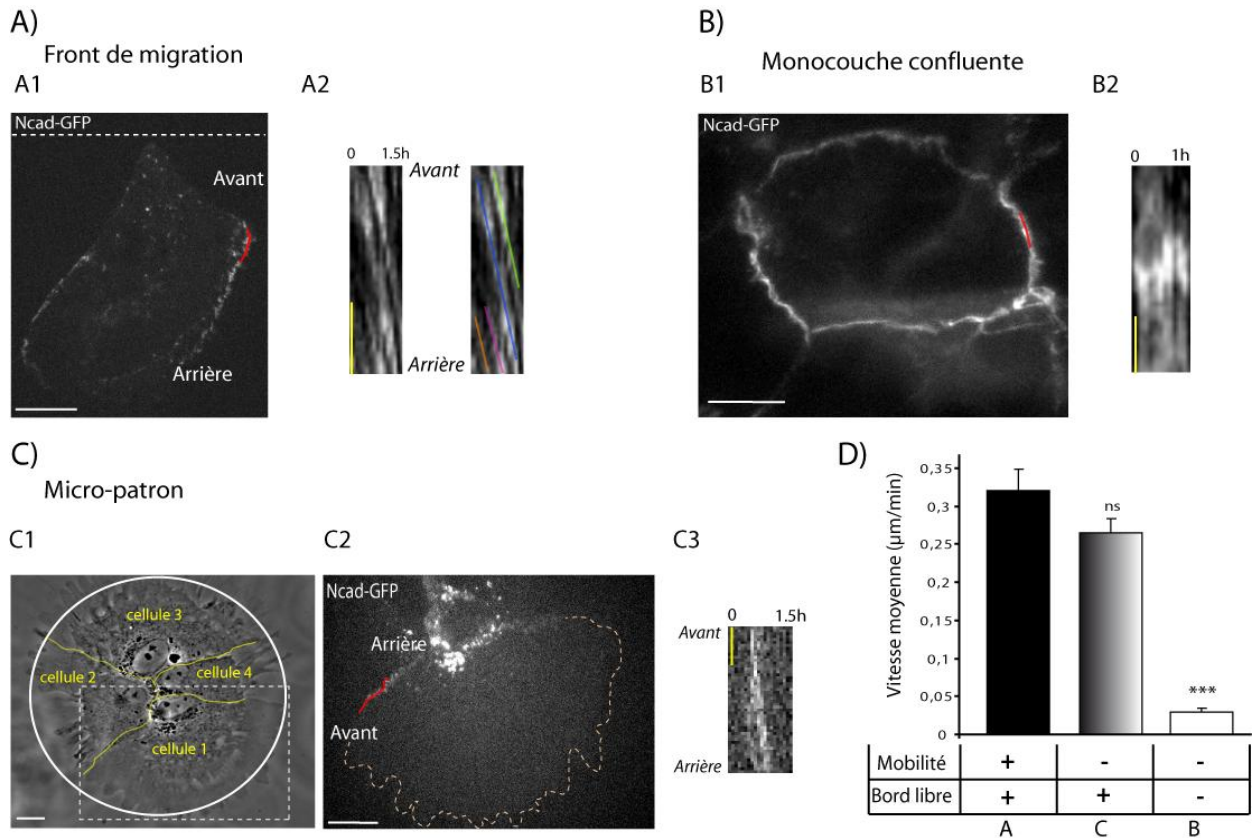 A)
Front de migration
A1
A2
Ncad-GFP
Avant
Arrière
0 1.5h
Avant
Arrière
B)
Monocouche confluente
B1
B2
Ncad-GFP
0 1h
C)
Micro-patron
C1
C2
C3
cellule 3
cellule 2
cellule 4
cellule 1
Ncad-GFP
Arrière
Avant
0 1.5h
Avant
Arrière
D)
Vitesse moyenne (µm/min)
0,35
0,3
0,25
0,2
0,15
0,1
0,05
0
ns
***
Mobilité + - -
Bord libre + + -
A C B